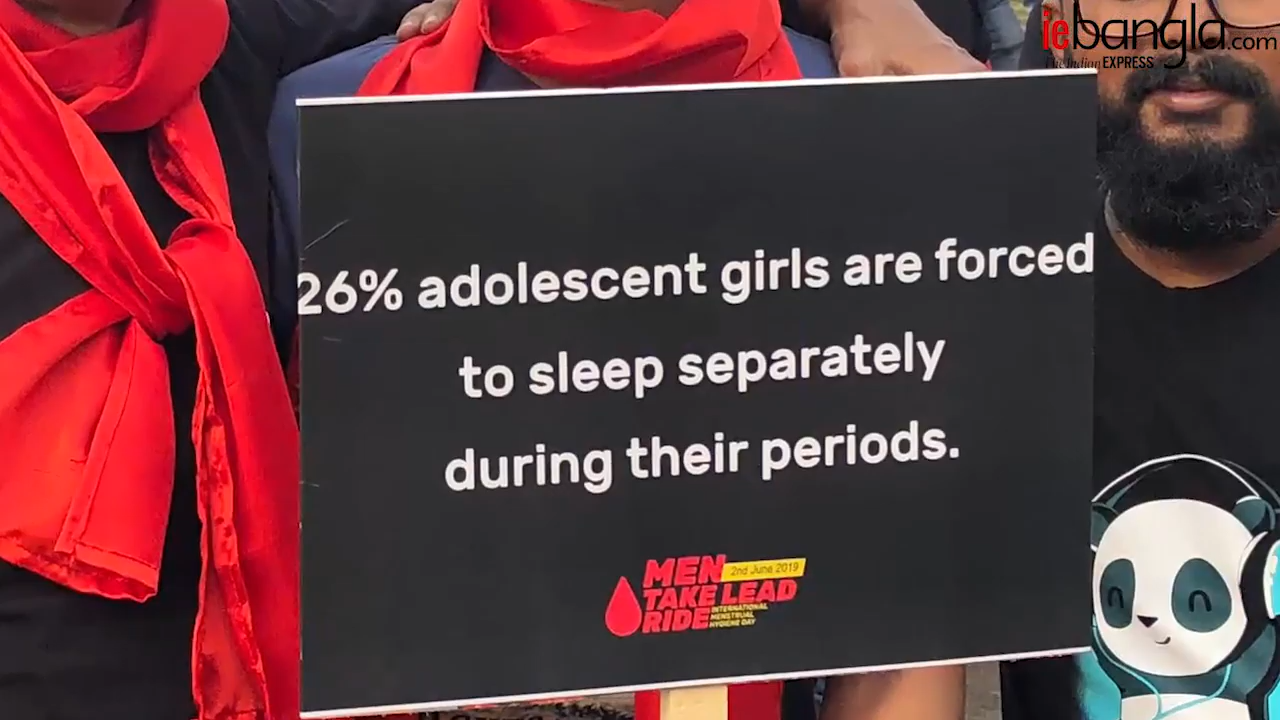 iebangla.com
The Indian EXPRESS
26% adolescent girls are forced
to sleep separately
during their periods.
MEN 2nd June 2019
TAKE LEAD
RIDE INTERNATIONAL
MENSTRUAL
HYGIENE DAY